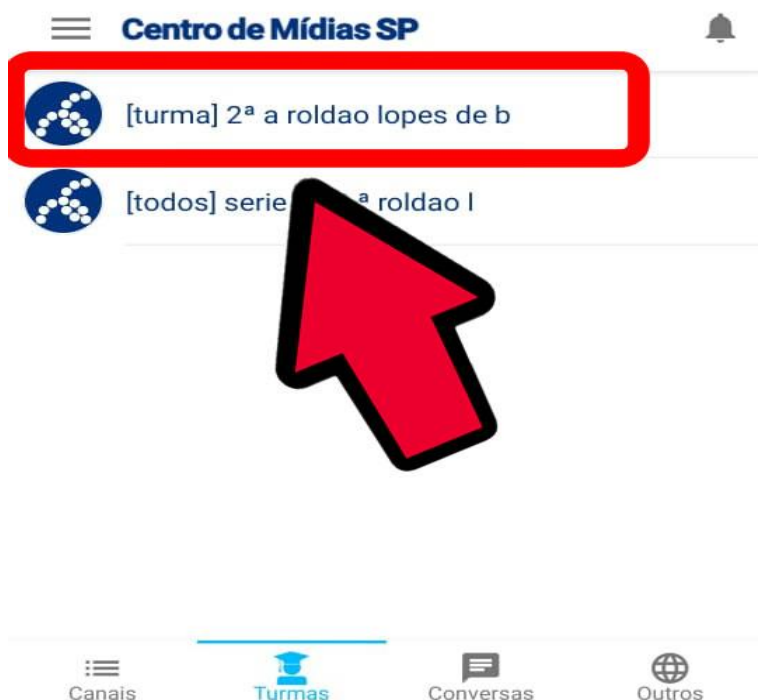 Centro de Mídias SP
[turma] 2ª a roldao lopes de b
[todos] serie ª roldao l
Canais Turmas Conversas Outros